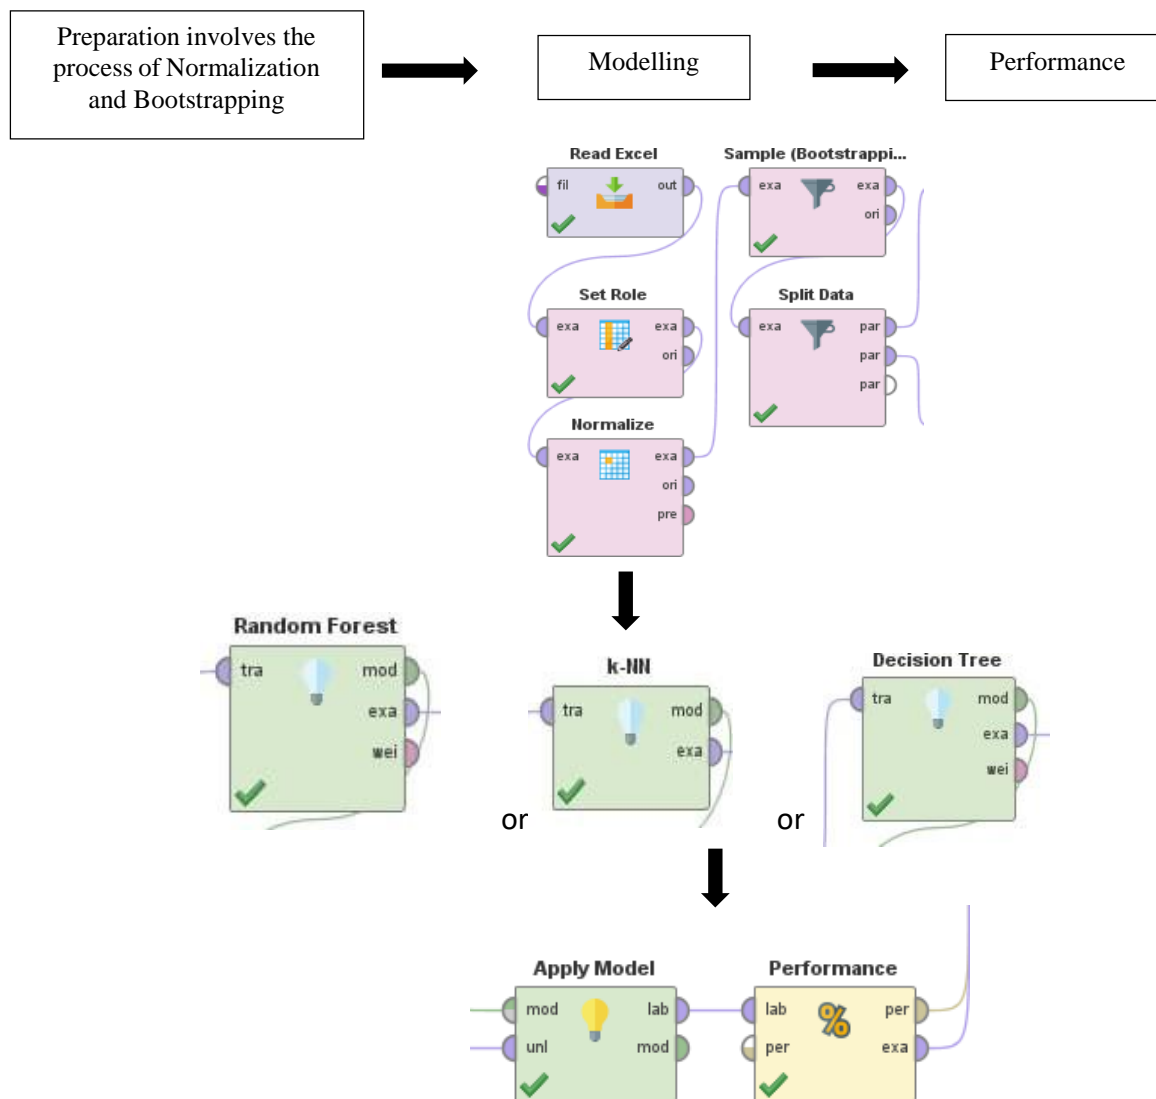 Preparation involves the
process of Normalization
and Bootstrapping
Modelling
Performance
Read Excel
fil
out
Sample (Bootstrappi...
exa
exa
ori
Set Role
exa
exa
ori
Split Data
exa
par
par
par
Normalize
exa
exa
ori
pre
Random Forest
tra
mod
exa
wei
or
k-NN
tra
mod
exa
or
Decision Tree
tra
mod
exa
wei
Apply Model
mod
lab
unl
mod
Performance
lab
%
per
per
exa